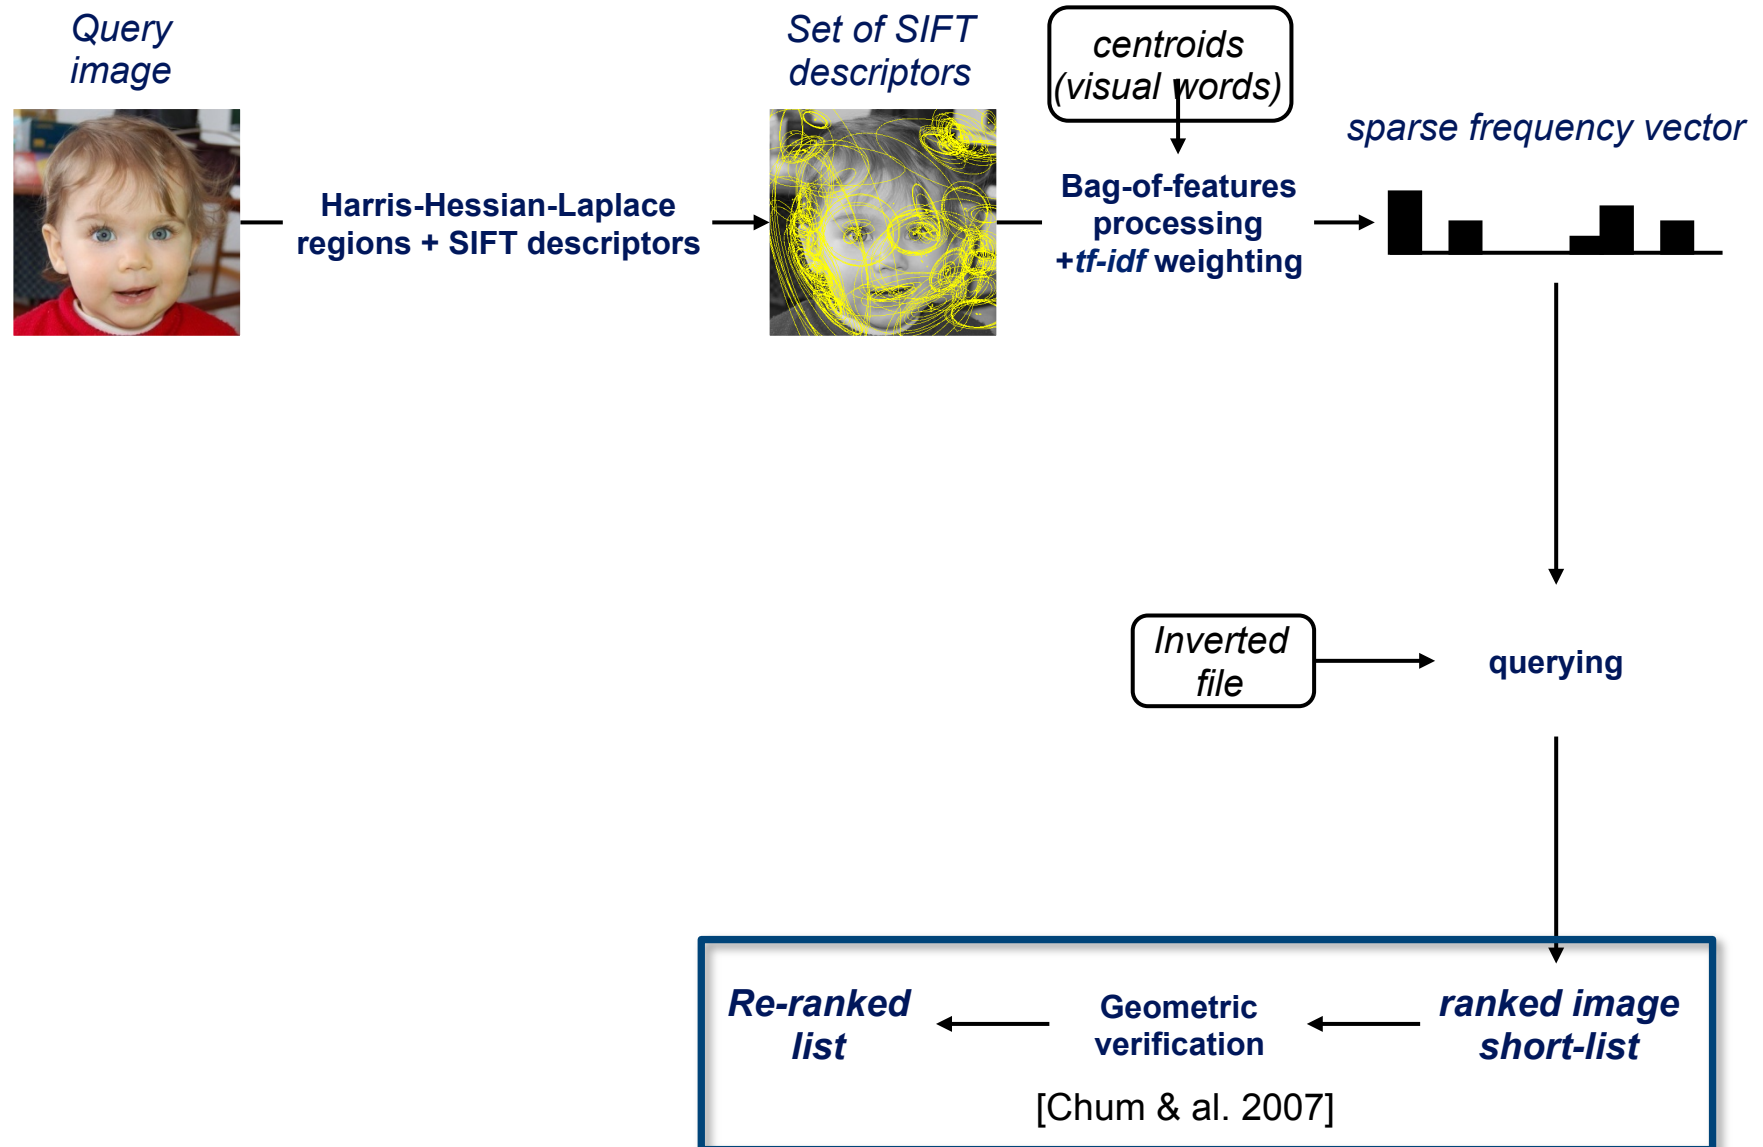 Query
image
Set of SIFT
descriptors
centroids
(visual words)
sparse frequency vector
Harris-Hessian-Laplace
regions + SIFT descriptors
Bag-of-features
processing
+tf-idf weighting
Inverted
file
querying
Re-ranked
list
Geometric
verification
ranked image
short-list
[Chum & al. 2007]